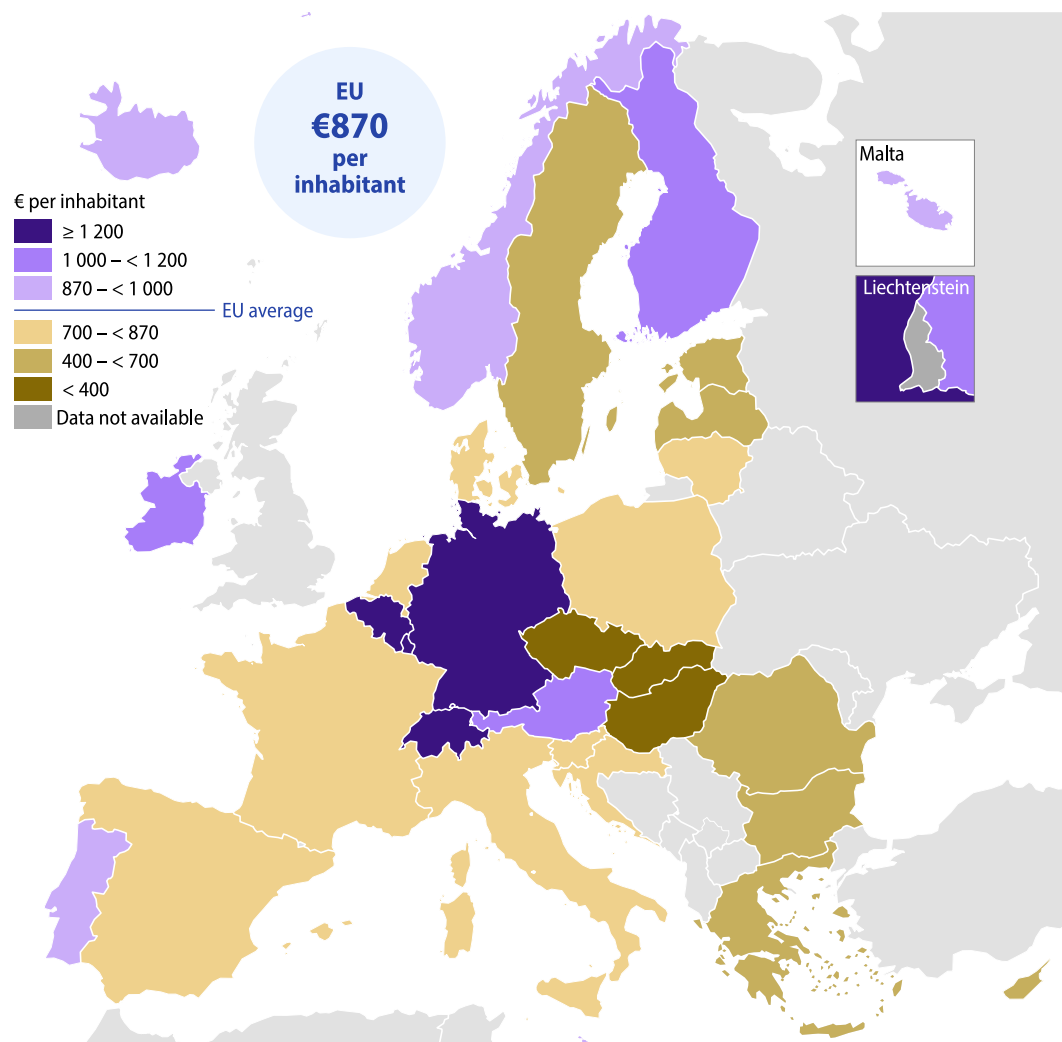 EU
€870
per
inhabitant
€ per inhabitant
≥ 1 200
1 000 – < 1 200
870 – < 1 000
EU average
700 – < 870
400 – < 700
< 400
Data not available
Malta
Liechtenstein